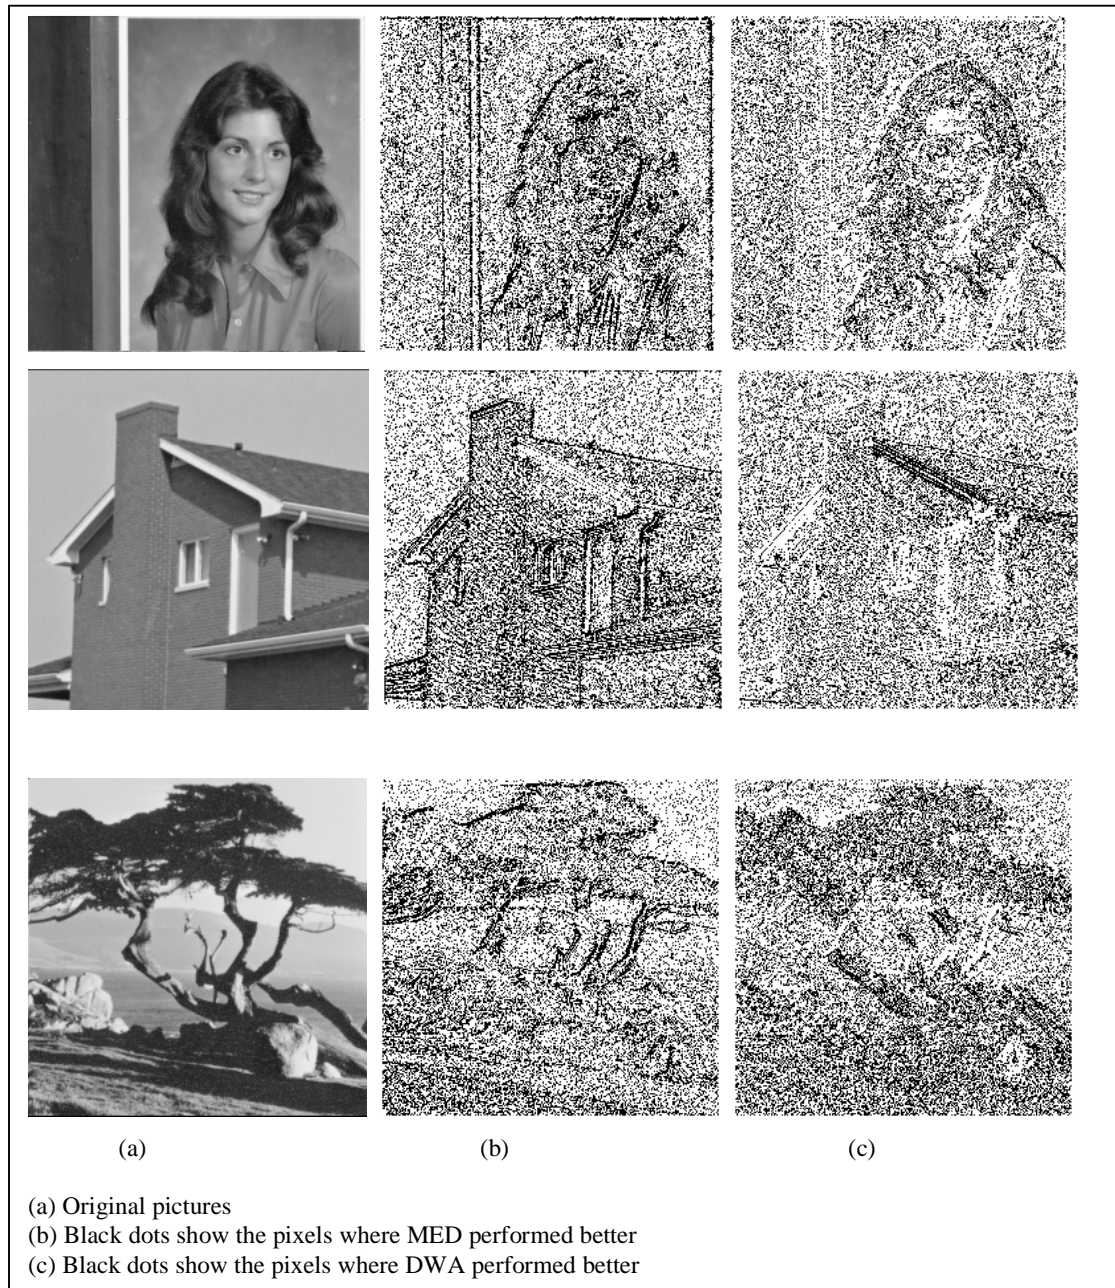 (a) (b) (c)
(a) Original pictures
(b) Black dots show the pixels where MED performed better
(c) Black dots show the pixels where DWA performed better